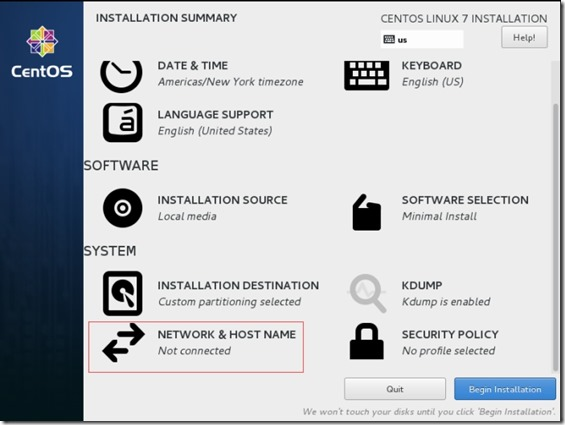 INSTALLATION SUMMARY
CENTOS LINUX 7 INSTALLATION
us
Help!
CentOS
DATE & TIME
Americas/New York timezone
KEYBOARD
English (US)
LANGUAGE SUPPORT
English (United States)
SOFTWARE
INSTALLATION SOURCE
Local media
SOFTWARE SELECTION
Minimal Install
SYSTEM
INSTALLATION DESTINATION
Custom partitioning selected
KDUMP
Kdump is enabled
NETWORK & HOST NAME
Not connected
SECURITY POLICY
No profile selected
Quit
Begin Installation
We won't touch your disks until you click 'Begin Installation'.